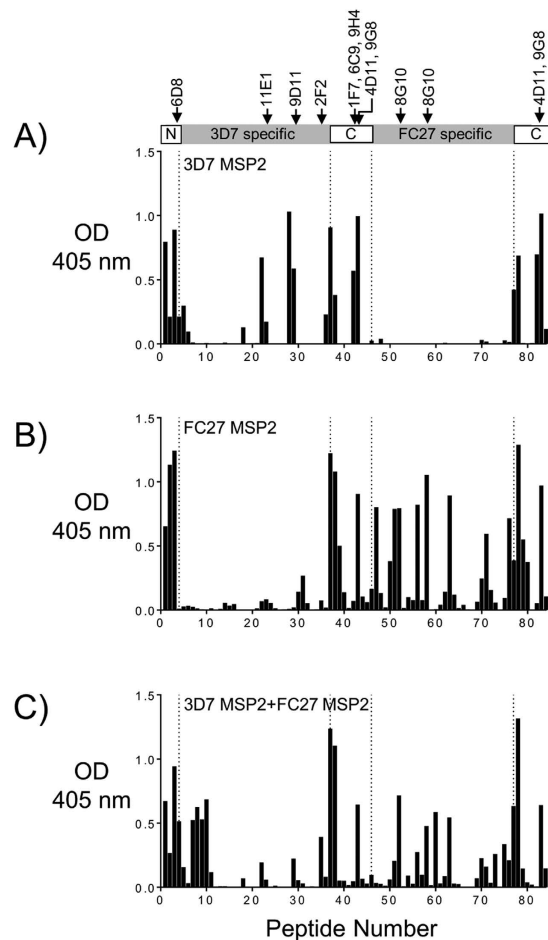 6D8
11E1
9D11
2F2
1F7, 6C9, 9H4
4D11, 9G8
8G10
8G10
4D11, 9G8
A)
N
3D7 specific
C
FC27 specific
C
3D7 MSP2
OD
405 nm
1.5
1.0
0.5
0.0
0 10 20 30 40 50 60 70 80
B)
FC27 MSP2
OD
405 nm
1.5
1.0
0.5
0.0
0 10 20 30 40 50 60 70 80
C)
3D7 MSP2+FC27 MSP2
OD
405 nm
1.5
1.0
0.5
0.0
0 10 20 30 40 50 60 70 80
Peptide Number